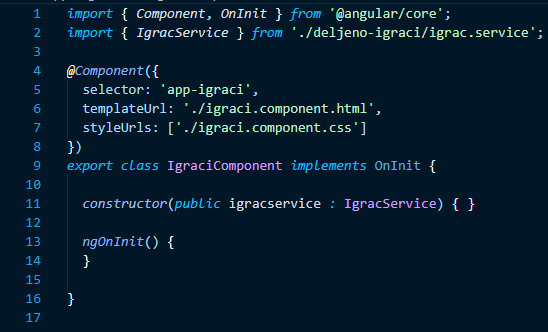 1 import { Component, OnInit } from '@angular/core';
2 import { IgracService } from './deljeno-igraci/igrac.service';
3
4 @Component({
5 selector: 'app-igraci',
6 templateUrl: './igraci.component.html',
7 styleUrls: ['./igraci.component.css']
8 })
9 export class IgraciComponent implements OnInit {
10
11 constructor(public igracservice : IgracService) { }
12
13 ngOnInit() {
14 }
15
16 }
17